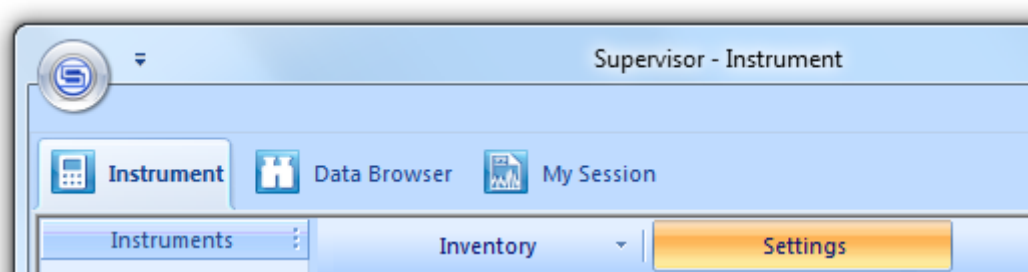 Supervisor - Instrument
Instrument Data Browser My Session
Instruments Inventory Settings